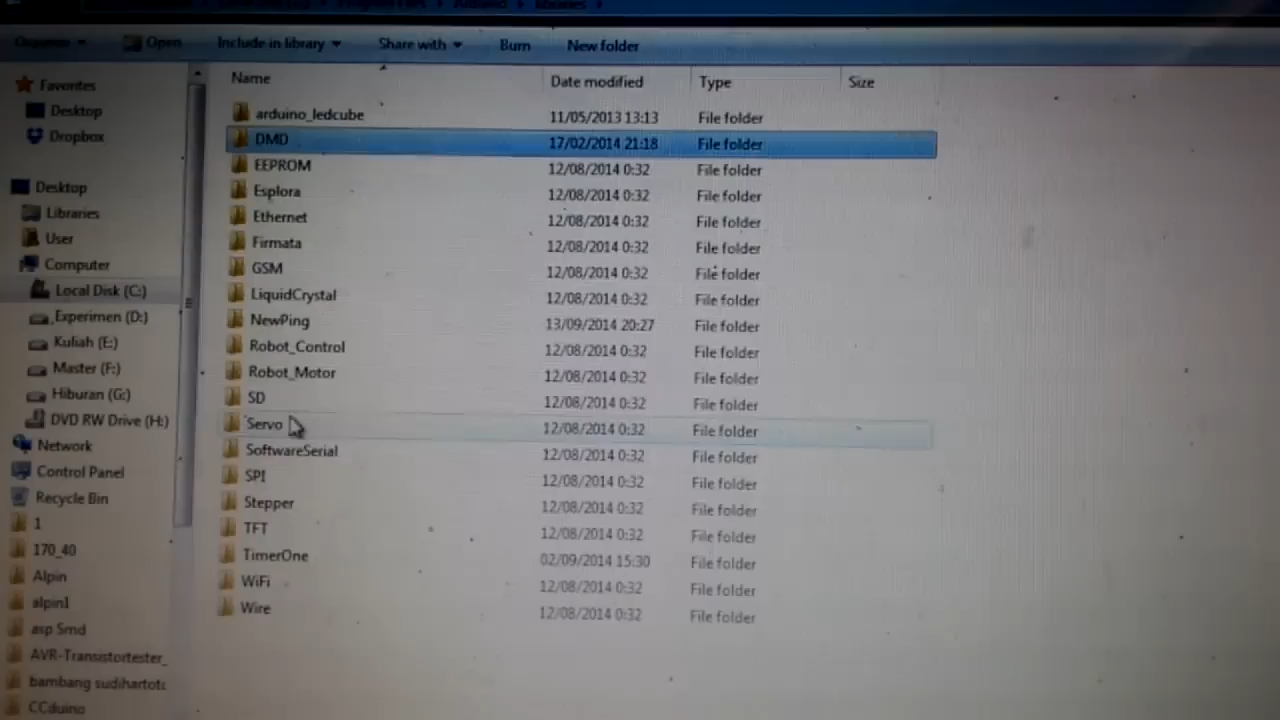 Program Files Arduino libraries
Organize Open Include in library Share with Burn New folder
Name Date modified Type Size
Favorites
Desktop
Dropbox
Desktop
Libraries
User
Computer
Local Disk (C:)
Experimen (D:)
Kuliah (E:)
Master (F:)
Hiburan (G:)
DVD RW Drive (H:)
Network
Control Panel
Recycle Bin
1
170_40
Alpin
alpin1
asp Smd
AVR-Transistortester_
bambang sudihartoto
CCduino
arduino_ledcube 11/05/2013 13:13 File folder
DMD 17/02/2014 21:18 File folder
EEPROM 12/08/2014 0:32 File folder
Esplora 12/08/2014 0:32 File folder
Ethernet 12/08/2014 0:32 File folder
Firmata 12/08/2014 0:32 File folder
GSM 12/08/2014 0:32 File folder
LiquidCrystal 12/08/2014 0:32 File folder
NewPing 13/09/2014 20:27 File folder
Robot_Control 12/08/2014 0:32 File folder
Robot_Motor 12/08/2014 0:32 File folder
SD 12/08/2014 0:32 File folder
Servo 12/08/2014 0:32 File folder
SoftwareSerial 12/08/2014 0:32 File folder
SPI 12/08/2014 0:32 File folder
Stepper 12/08/2014 0:32 File folder
TFT 12/08/2014 0:32 File folder
TimerOne 02/09/2014 15:30 File folder
WiFi 12/08/2014 0:32 File folder
Wire 12/08/2014 0:32 File folder